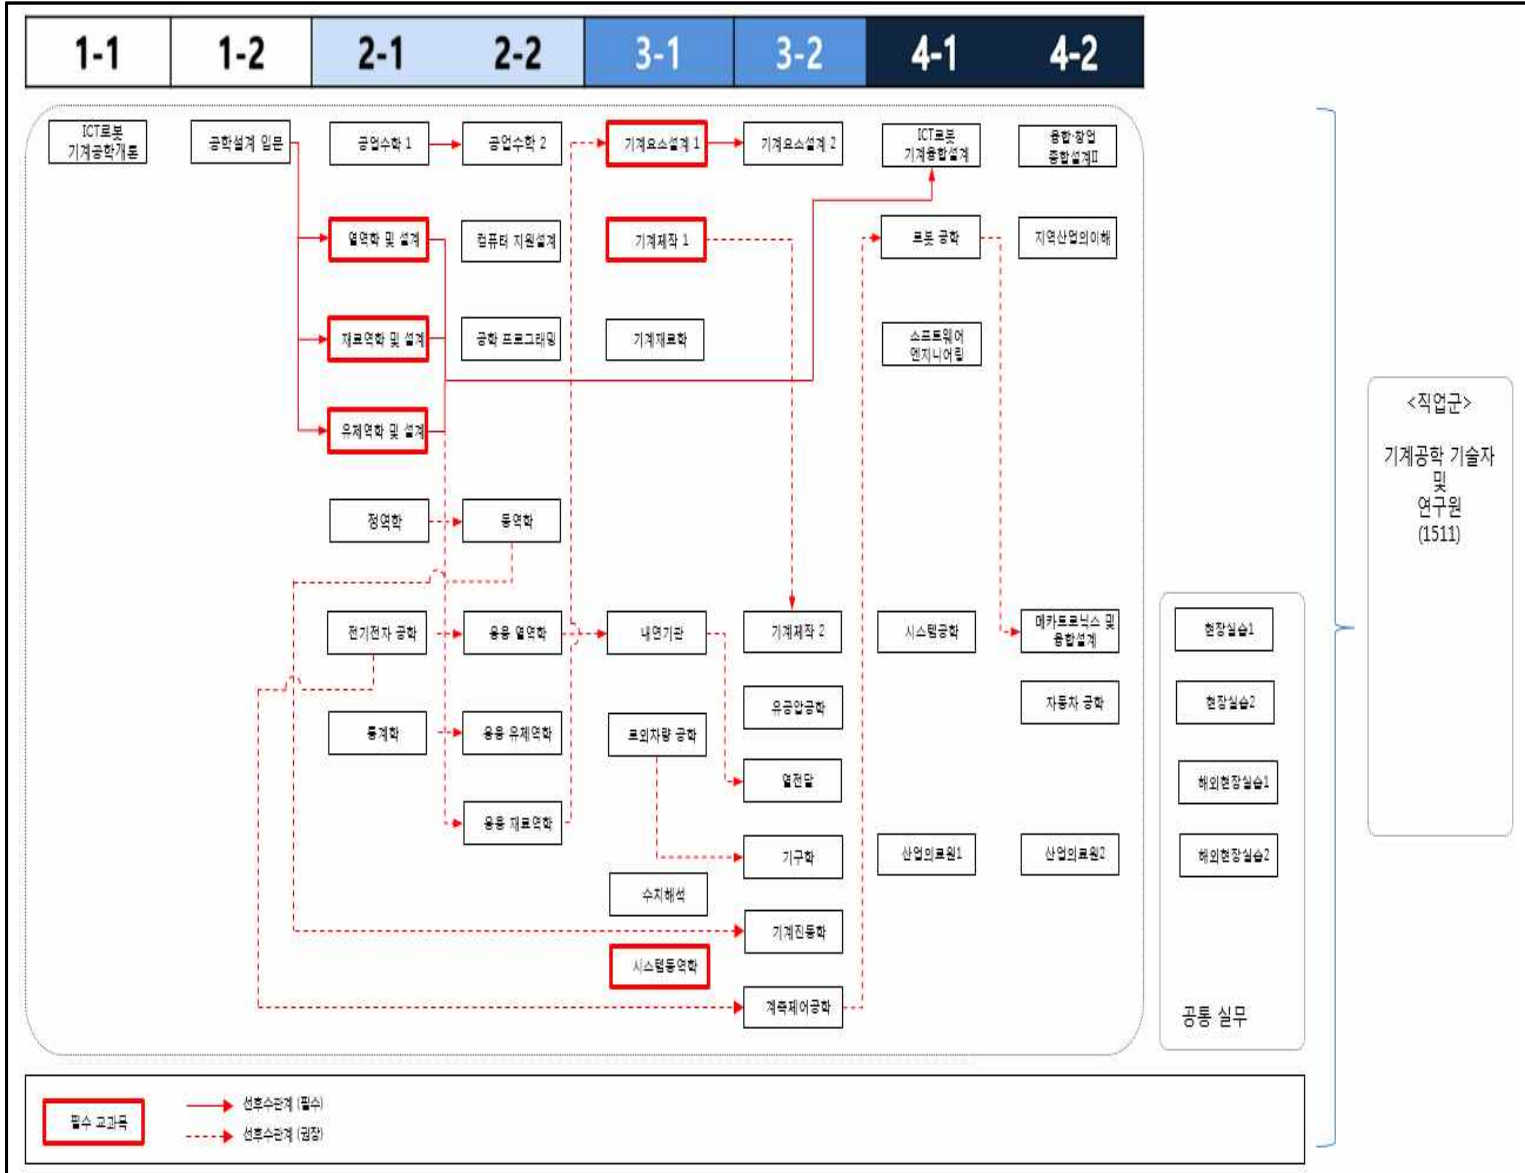 1-1 1-2 2-1 2-2 3-1 3-2 4-1 4-2
ICT로봇
기계공학개론
공학설계 입문
공업수학 1
공업수학 2
기계요소설계 1
기계요소설계 2
ICT로봇
기계융합설계
융합·창업
종합설계II
열역학 및 설계
컴퓨터 지원설계
기계제작 1
로봇 공학
지역산업의이해
재료역학 및 설계
공학 프로그래밍
기계재료학
소프트웨어
엔지니어링
유체역학 및 설계
정역학
동역학
전기전자 공학
응용 열역학
내연기관
기계제작 2
시스템공학
메카트로닉스 및
융합설계
유공압공학
자동차 공학
통계학
응용 유체역학
로외차량 공학
열전달
응용 재료역학
기구학
산업의료원1
산업의료원2
수치해석
기계진동학
시스템동역학
계측제어공학
현장실습1
현장실습2
해외현장실습1
해외현장실습2
공통 실무
<직업군>
기계공학 기술자
및
연구원
(1511)
필수 교과목
선후수관계 (필수)
선후수관계 (권장)